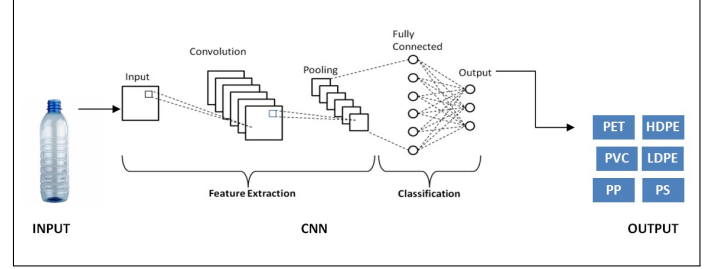 Fully
Connected
Convolution
Input
Pooling
Output
PET HDPE
PVC LDPE
PP PS
Feature Extraction
Classification
INPUT
CNN
OUTPUT